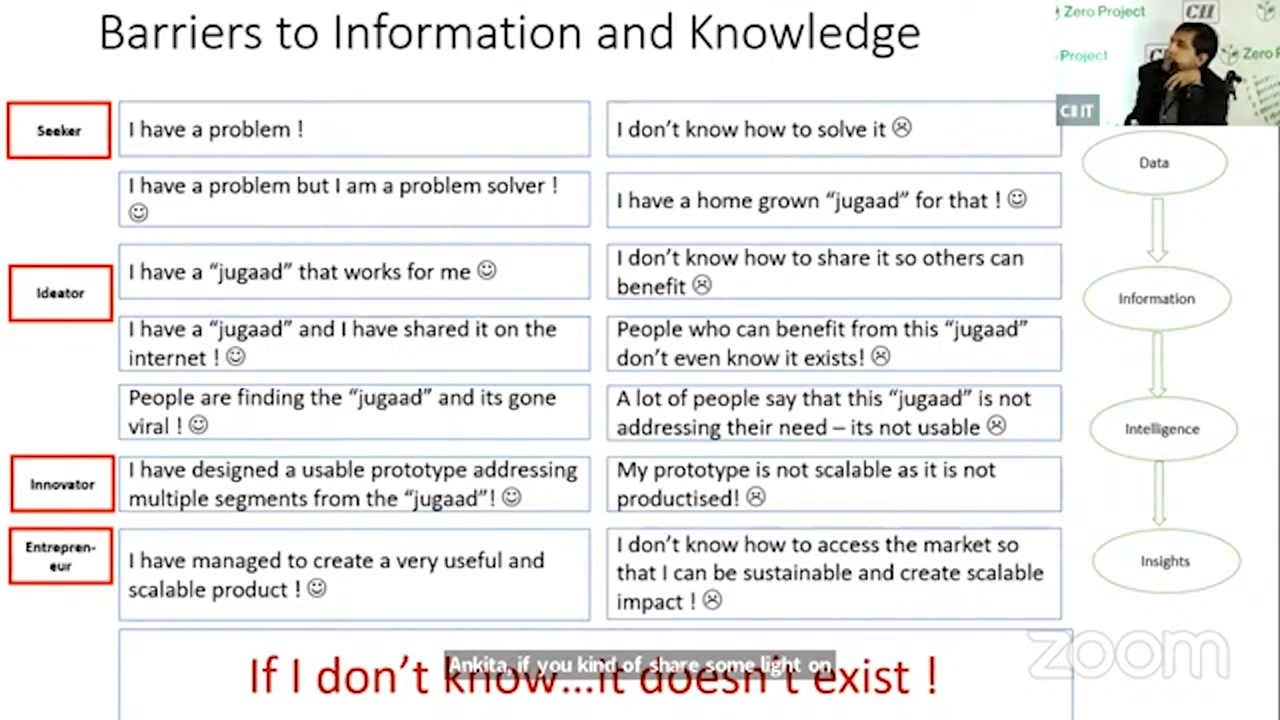 Barriers to Information and Knowledge
Zero Project
CII
Project
Zero P
CII IT
Seeker
I have a problem !
I don't know how to solve it ☹
I have a problem but I am a problem solver !
☺
I have a home grown “jugaad” for that ! ☺
Ideator
I have a “jugaad” that works for me ☺
I don't know how to share it so others can
benefit ☹
I have a “jugaad” and I have shared it on the
internet ! ☺
People who can benefit from this “jugaad”
don't even know it exists! ☹
People are finding the “jugaad” and its gone
viral ! ☺
A lot of people say that this “jugaad” is not
addressing their need – its not usable ☹
Innovator
I have designed a usable prototype addressing
multiple segments from the “jugaad”! ☺
My prototype is not scalable as it is not
productised! ☹
Entrepren-
eur
I have managed to create a very useful and
scalable product ! ☺
I don't know how to access the market so
that I can be sustainable and create scalable
impact ! ☹
Data
Information
Intelligence
Insights
If I don't know...it doesn't exist !
Ankita, if you kind of share some light on
zoom